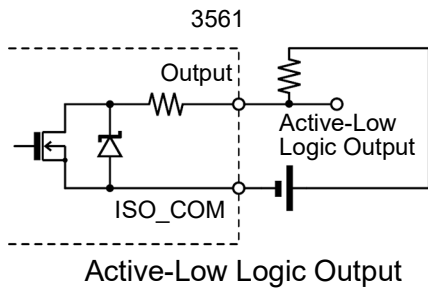 3561
Output
Active-Low
Logic Output
ISO_COM
Active-Low Logic Output